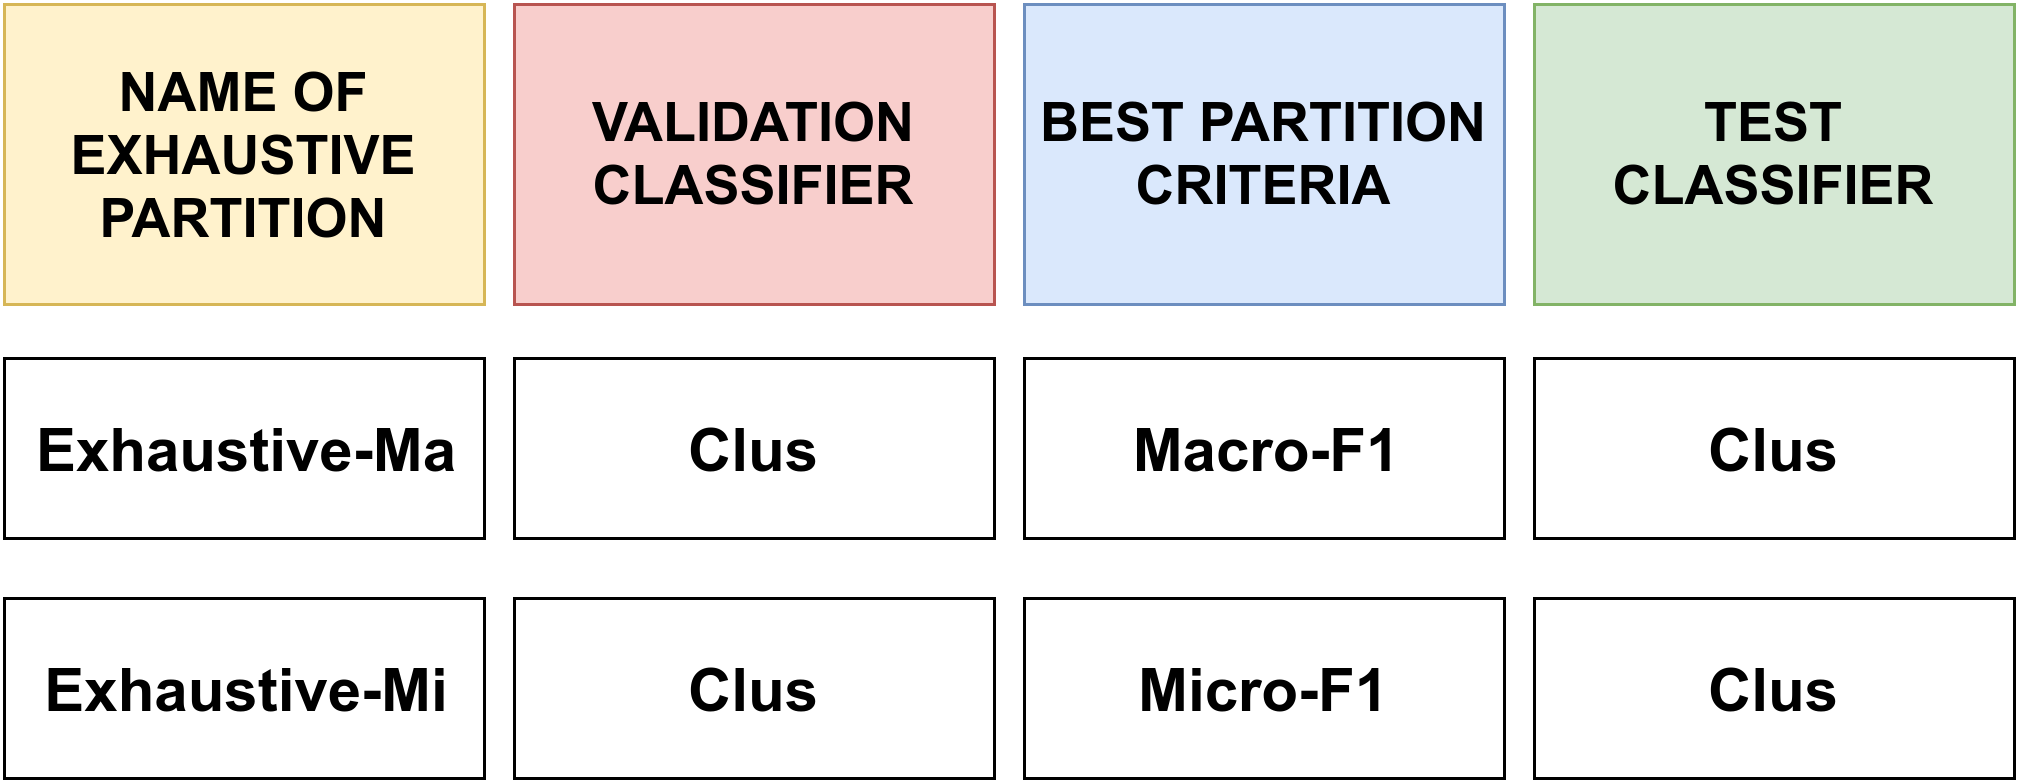 NAME OF
EXHAUSTIVE
PARTITION
VALIDATION
CLASSIFIER
BEST PARTITION
CRITERIA
TEST
CLASSIFIER
Exhaustive-Ma
Clus
Macro-F1
Clus
Exhaustive-Mi
Clus
Micro-F1
Clus